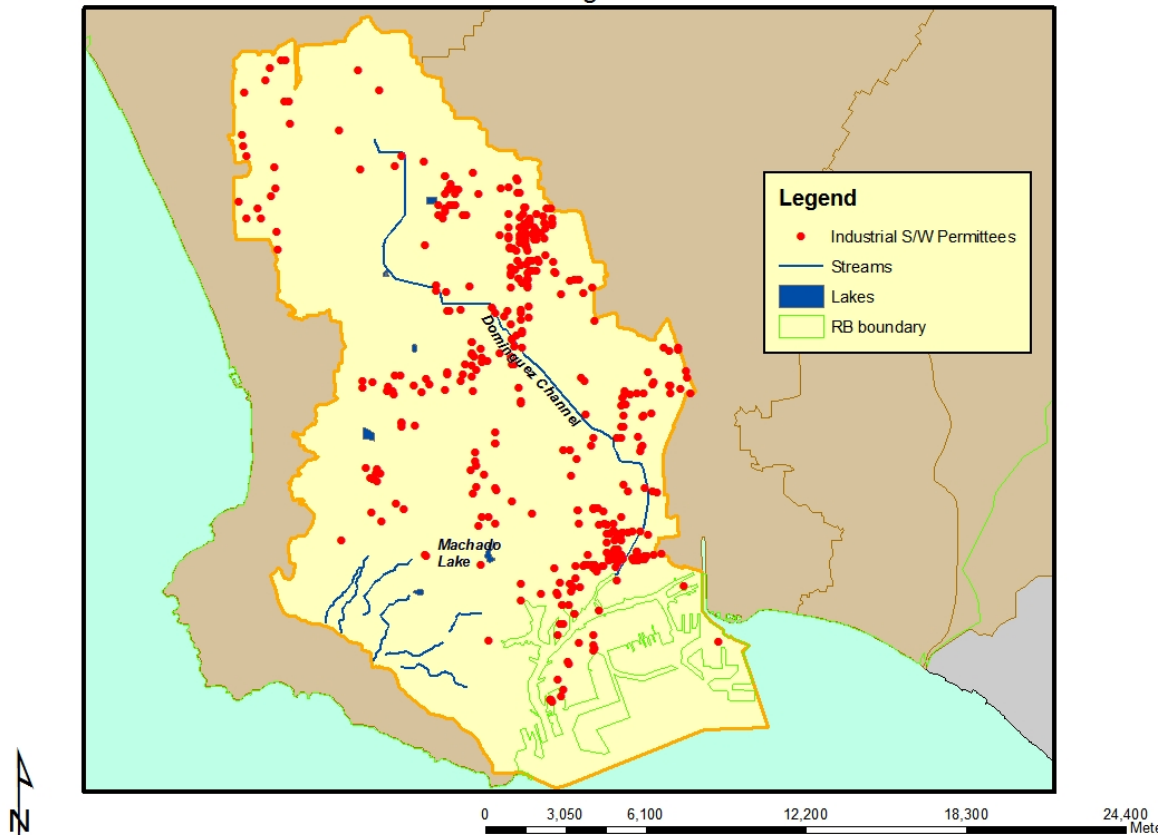 Legend
Industrial S/W Permittees
Streams
Lakes
RB boundary
Dominguez Channel
Machado
Lake
N
0 3,050 6,100 12,200 18,300 24,400